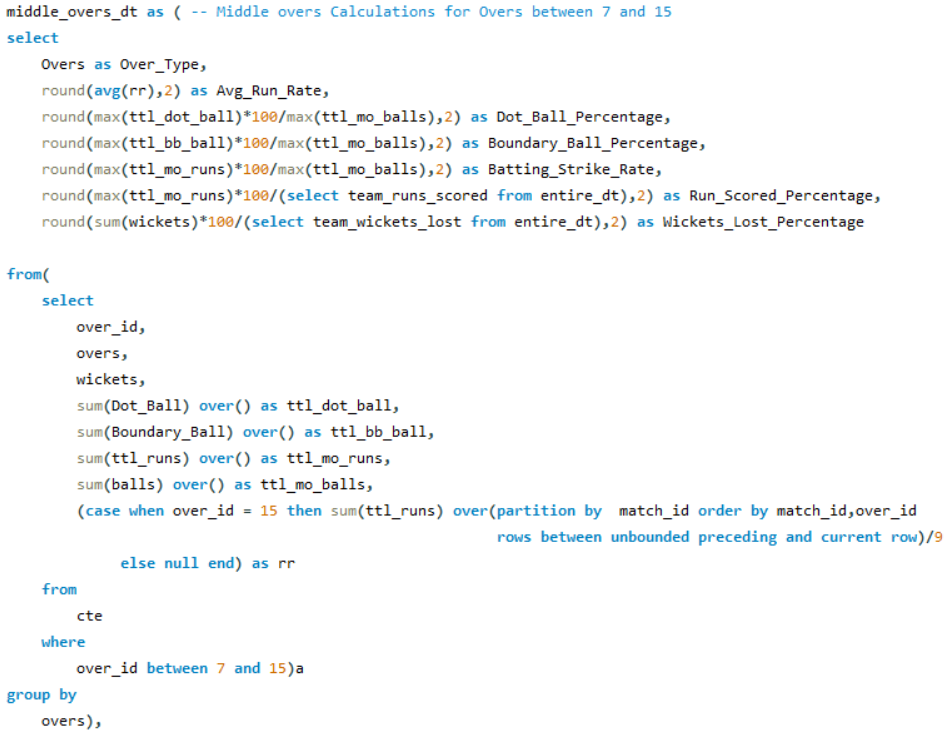 middle_overs_dt as ( -- Middle overs Calculations for Overs between 7 and 15
select
    Overs as Over_Type,
    round(avg(rr),2) as Avg_Run_Rate,
    round(max(ttl_dot_ball)*100/max(ttl_mo_balls),2) as Dot_Ball_Percentage,
    round(max(ttl_bb_ball)*100/max(ttl_mo_balls),2) as Boundary_Ball_Percentage,
    round(max(ttl_mo_runs)*100/max(ttl_mo_balls),2) as Batting_Strike_Rate,
    round(max(ttl_mo_runs)*100/(select team_runs_scored from entire_dt),2) as Run_Scored_Percentage,
    round(sum(wickets)*100/(select team_wickets_lost from entire_dt),2) as Wickets_Lost_Percentage
from(
    select
        over_id,
        overs,
        wickets,
        sum(Dot_Ball) over() as ttl_dot_ball,
        sum(Boundary_Ball) over() as ttl_bb_ball,
        sum(ttl_runs) over() as ttl_mo_runs,
        sum(balls) over() as ttl_mo_balls,
        (case when over_id = 15 then sum(ttl_runs) over(partition by  match_id order by match_id,over_id
                                                        rows between unbounded preceding and current row)/9
             else null end) as rr
    from
        cte
    where
        over_id between 7 and 15)a
group by
    overs),